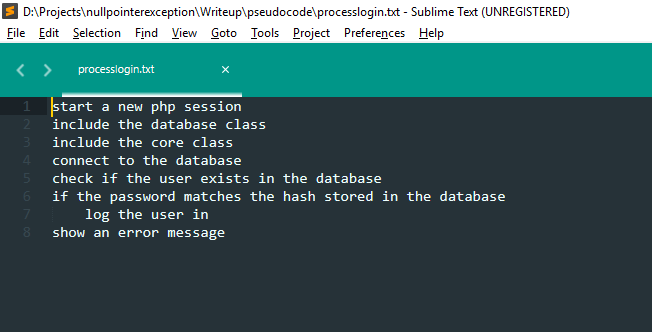 D:\Projects\nullpointerexception\Writeup\pseudocode\processlogin.txt - Sublime Text (UNREGISTERED)
File Edit Selection Find View Goto Tools Project Preferences Help
processlogin.txt ×
1 start a new php session
2 include the database class
3 include the core class
4 connect to the database
5 check if the user exists in the database
6 if the password matches the hash stored in the database
7 log the user in
8 show an error message